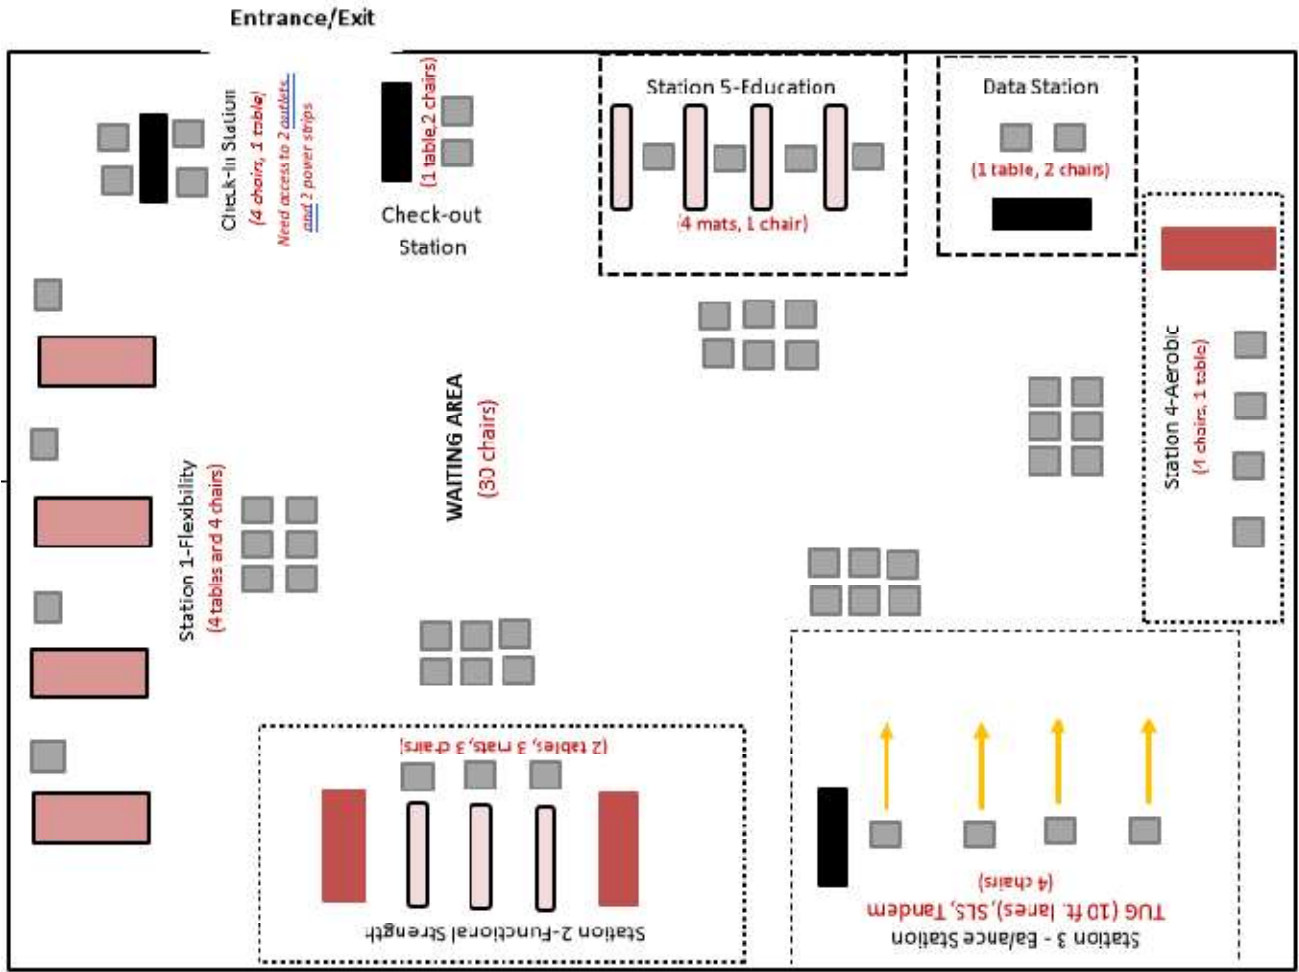 Entrance/Exit
Check-In Station
(4 chairs, 1 table)
Need access to 2 outlets
and 2 power strips
(1 table,2 chairs)
Check-out
Station
Station 5-Education
(4 mats, 1 chair)
Data Station
(1 table, 2 chairs)
Station 4-Aerobic
(4 chairs, 1 table)
WAITING AREA
(30 chairs)
Station 1-Flexibility
(4 tables and 4 chairs)
(2 tables, 3 mats, 3 chairs)
Station 2-Functional Strength
Station 3 - Balance Station
TUG (10 ft. lanes), SLS, Tandem
(4 chairs)